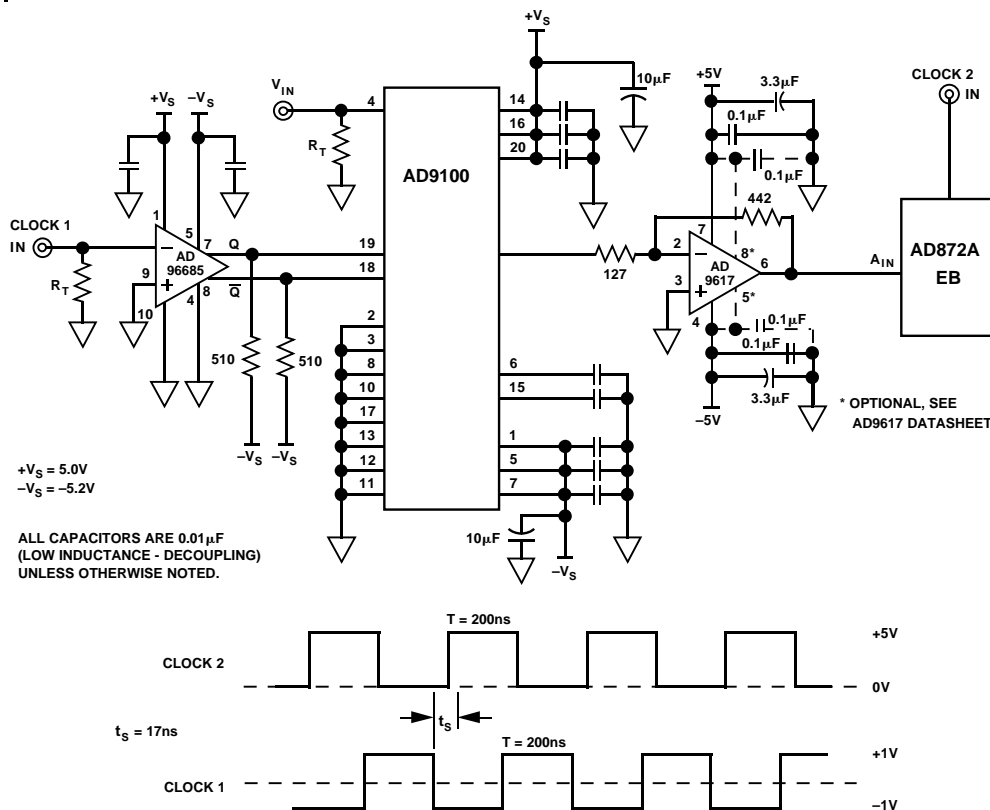 +VS
10µF
VIN
+5V
3.3µF
0.1µF
0.1µF
CLOCK 2
IN
+VS
–VS
RT
4
14
16
20
AD9100
442
CLOCK 1
IN
RT
1
5
7
Q
AD
96685
9
10
4
8
Q
19
18
127
7
2
8*
AD
9617
6
3
5*
4
AIN
AD872A
EB
510
510
–VS
–VS
2
3
8
10
17
13
12
11
6
15
1
5
7
0.1µF
0.1µF
3.3µF
–5V
* OPTIONAL, SEE
AD9617 DATASHEET
+VS = 5.0V
–VS = –5.2V
10µF
–VS
ALL CAPACITORS ARE 0.01µF
(LOW INDUCTANCE - DECOUPLING)
UNLESS OTHERWISE NOTED.
T = 200ns
CLOCK 2
+5V
0V
tS
tS = 17ns
T = 200ns
CLOCK 1
+1V
–1V